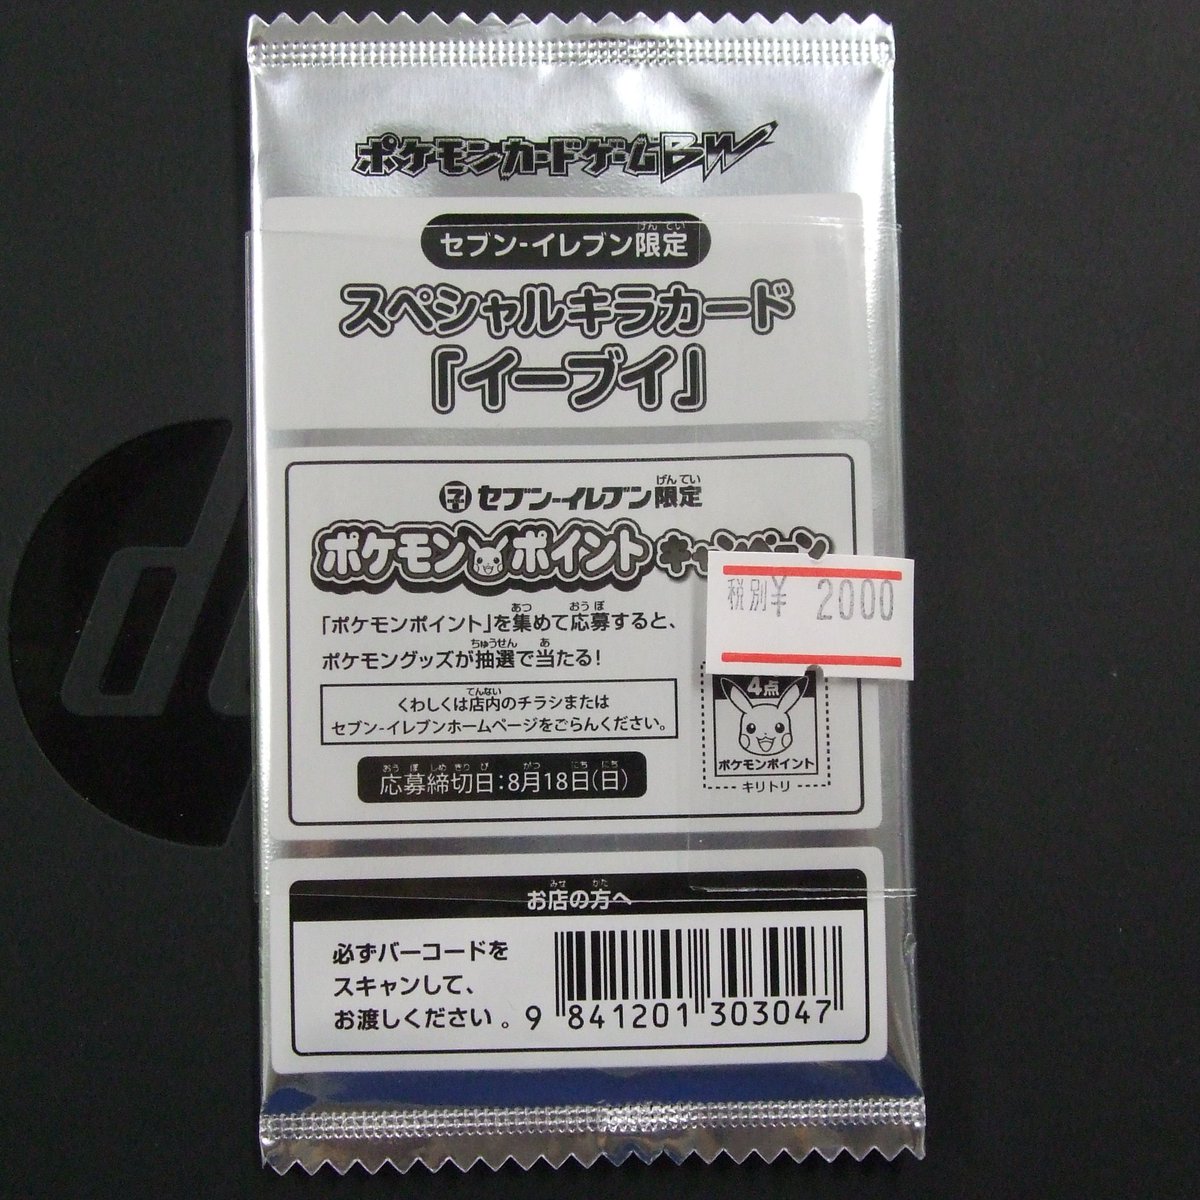 ポケモンカードゲームBW
セブン-イレブン限定
げん てい
スペシャルキラカード
「イーブイ」
セブン-イレブン限定
げん てい
ポケモンポイントキャンペーン
税別¥ 2000
「ポケモンポイント」を集めて応募すると、
あつ おう ぼ
ポケモングッズが抽選で当たる!
ちゅうせん あ
くわしくは店内のチラシまたは
てんない
セブン-イレブンホームページをごらんください。
応募締切日:8月18日(日)
おう ぼ しめ きり び がつ にち にち
4点
ポケモンポイント
キリトリ
お店の方へ
みせ かた
必ずバーコードを
スキャンして、
お渡しください。
9 841201 303047